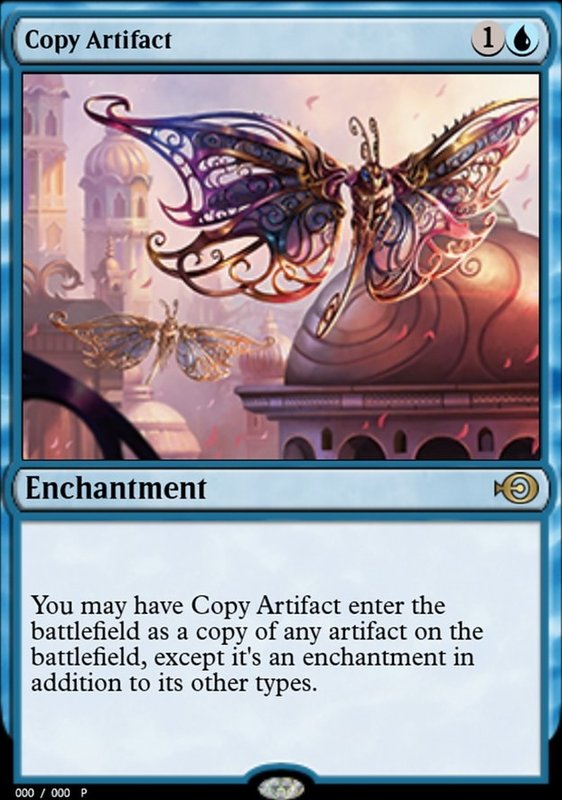 Copy Artifact 1
Enchantment
You may have Copy Artifact enter the
battlefield as a copy of any artifact on the
battlefield, except it's an enchantment in
addition to its other types.
000 / 000 P